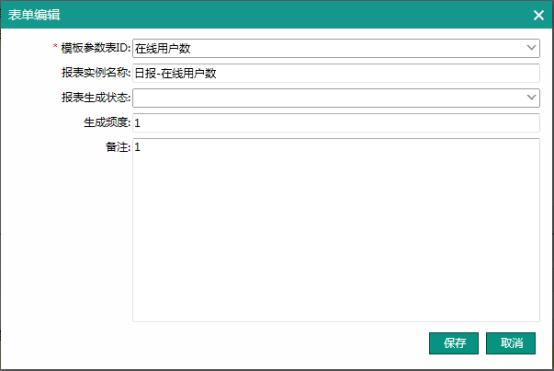 表单编辑
* 模板参数表ID: 在线用户数
报表实例名称: 日报-在线用户数
报表生成状态:
生成频度: 1
备注: 1
保存 取消